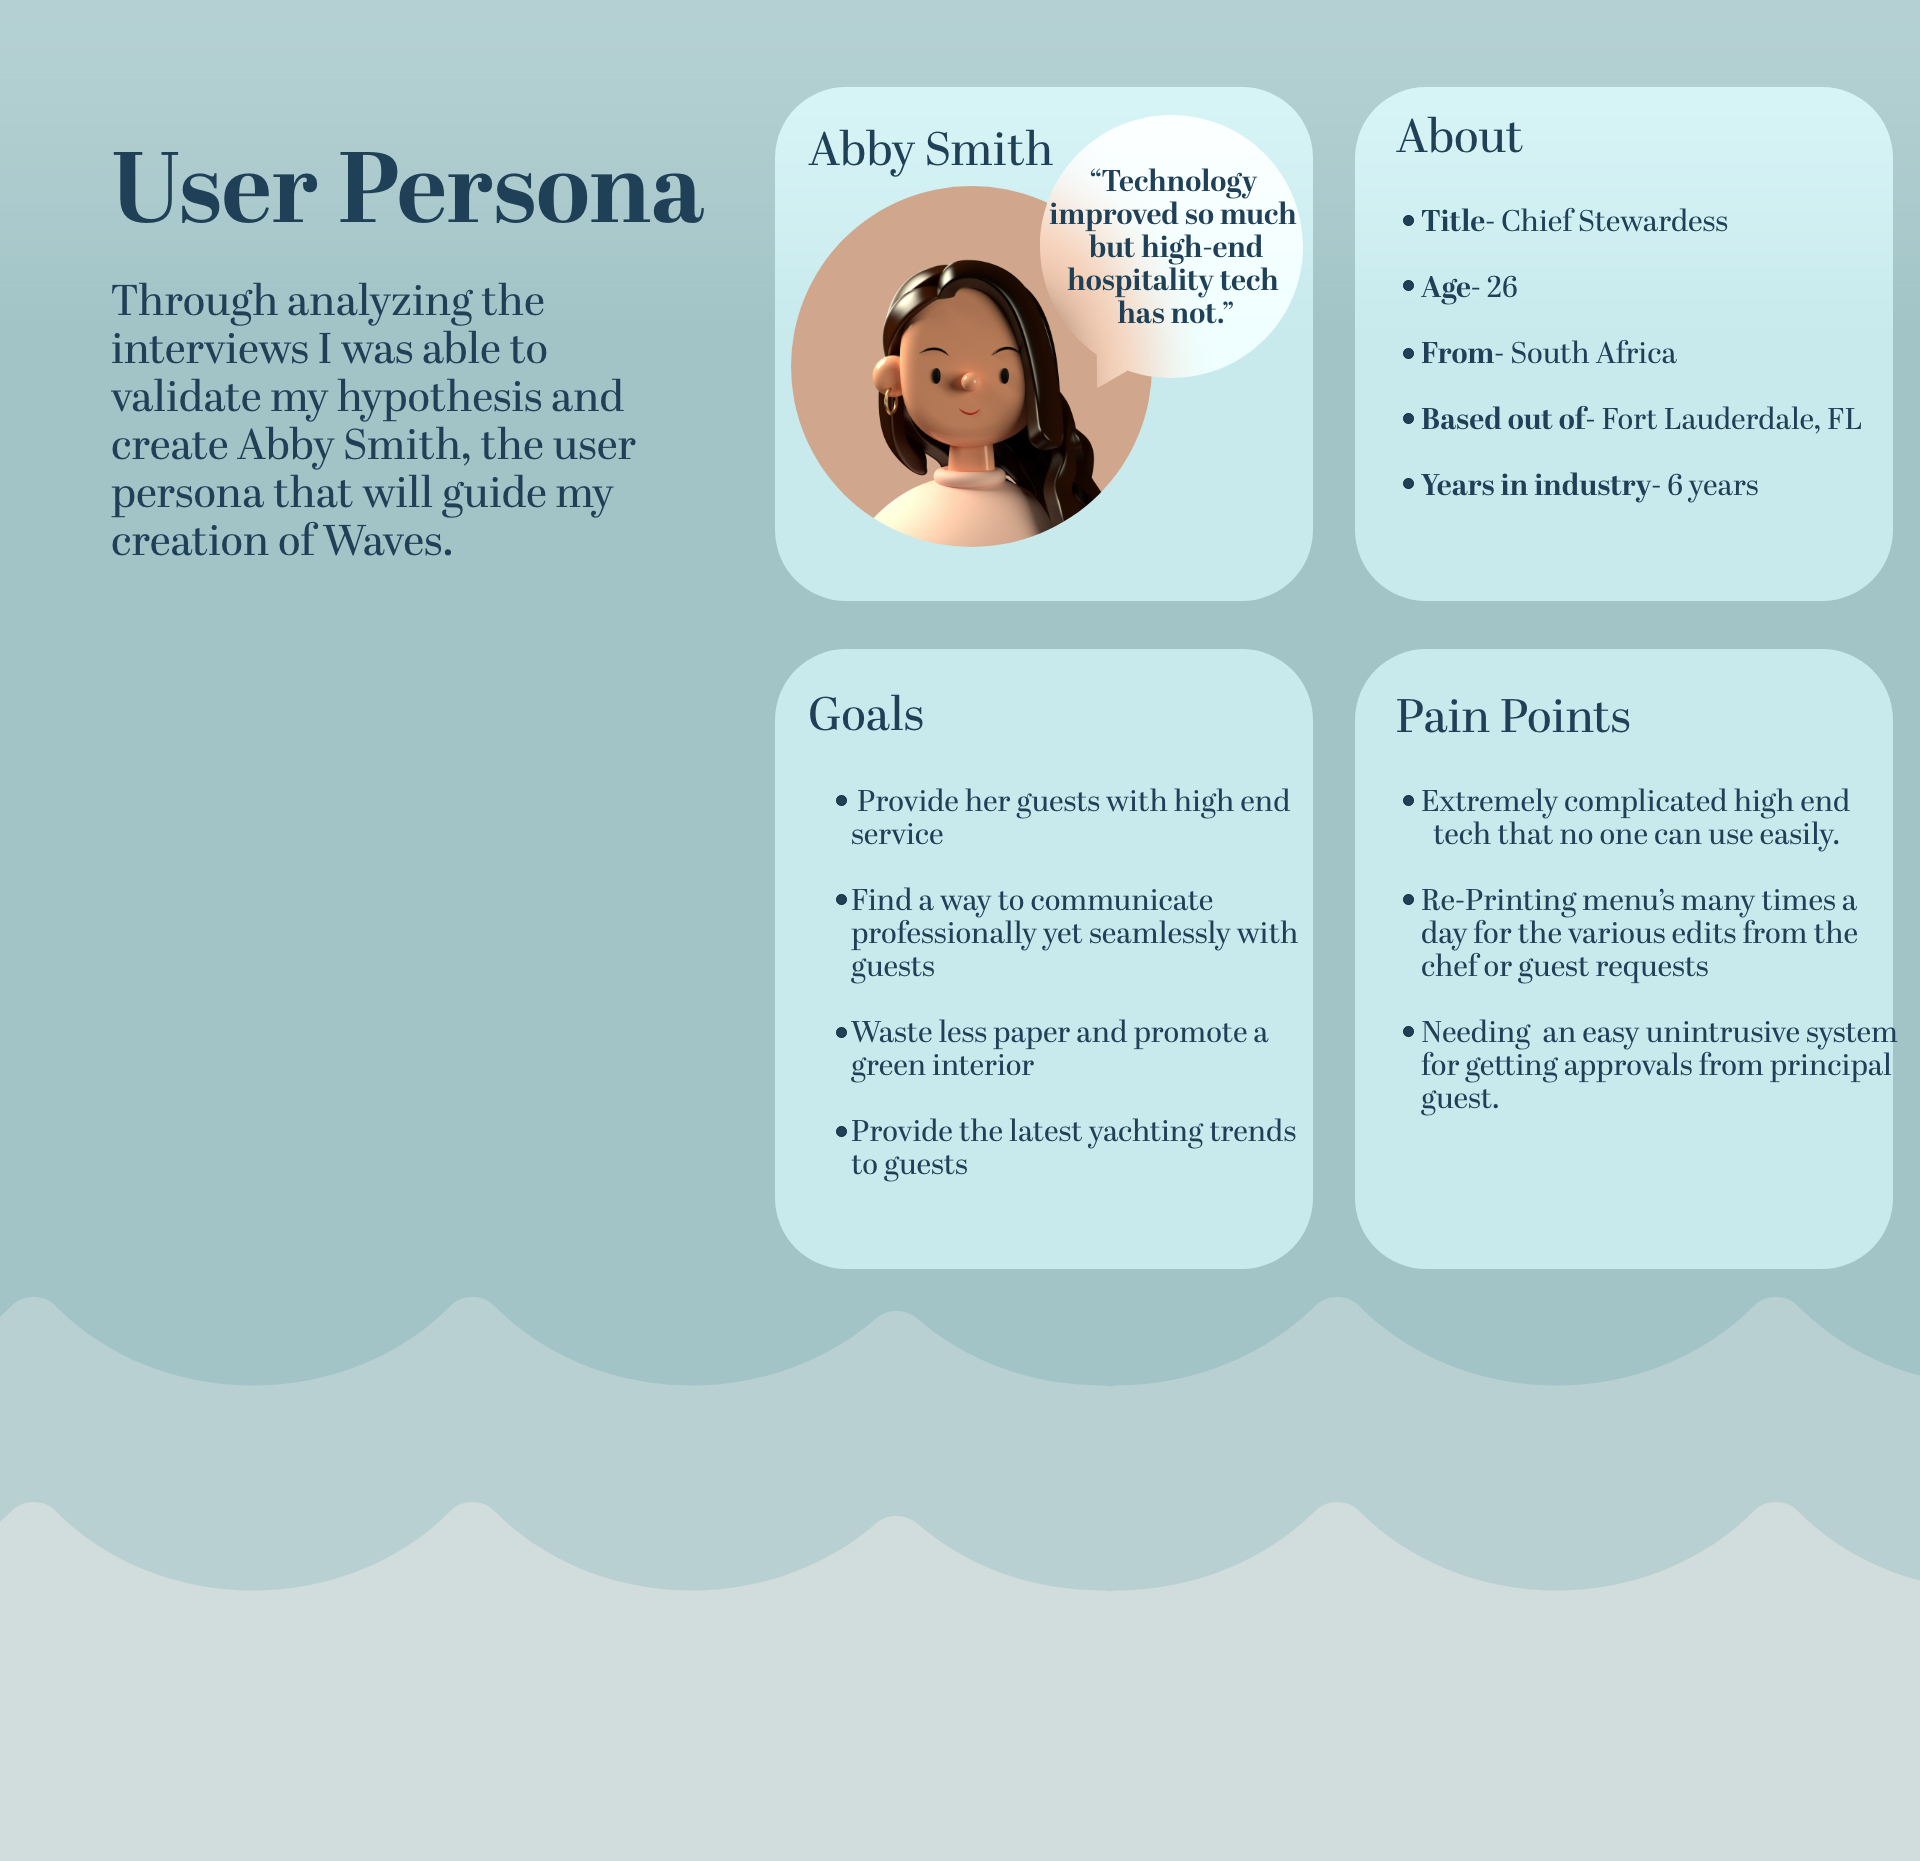 User Persona
Through analyzing the
interviews I was able to
validate my hypothesis and
create Abby Smith, the user
persona that will guide my
creation of Waves.
Abby Smith
“Technology
improved so much
but high-end
hospitality tech
has not.”
About
• Title- Chief Stewardess
• Age- 26
• From- South Africa
• Based out of- Fort Lauderdale, FL
• Years in industry- 6 years
Goals
• Provide her guests with high end
service
• Find a way to communicate
professionally yet seamlessly with
guests
• Waste less paper and promote a
green interior
• Provide the latest yachting trends
to guests
Pain Points
• Extremely complicated high end
tech that no one can use easily.
• Re-Printing menu’s many times a
day for the various edits from the
chef or guest requests
• Needing an easy unintrusive system
for getting approvals from principal
guest.